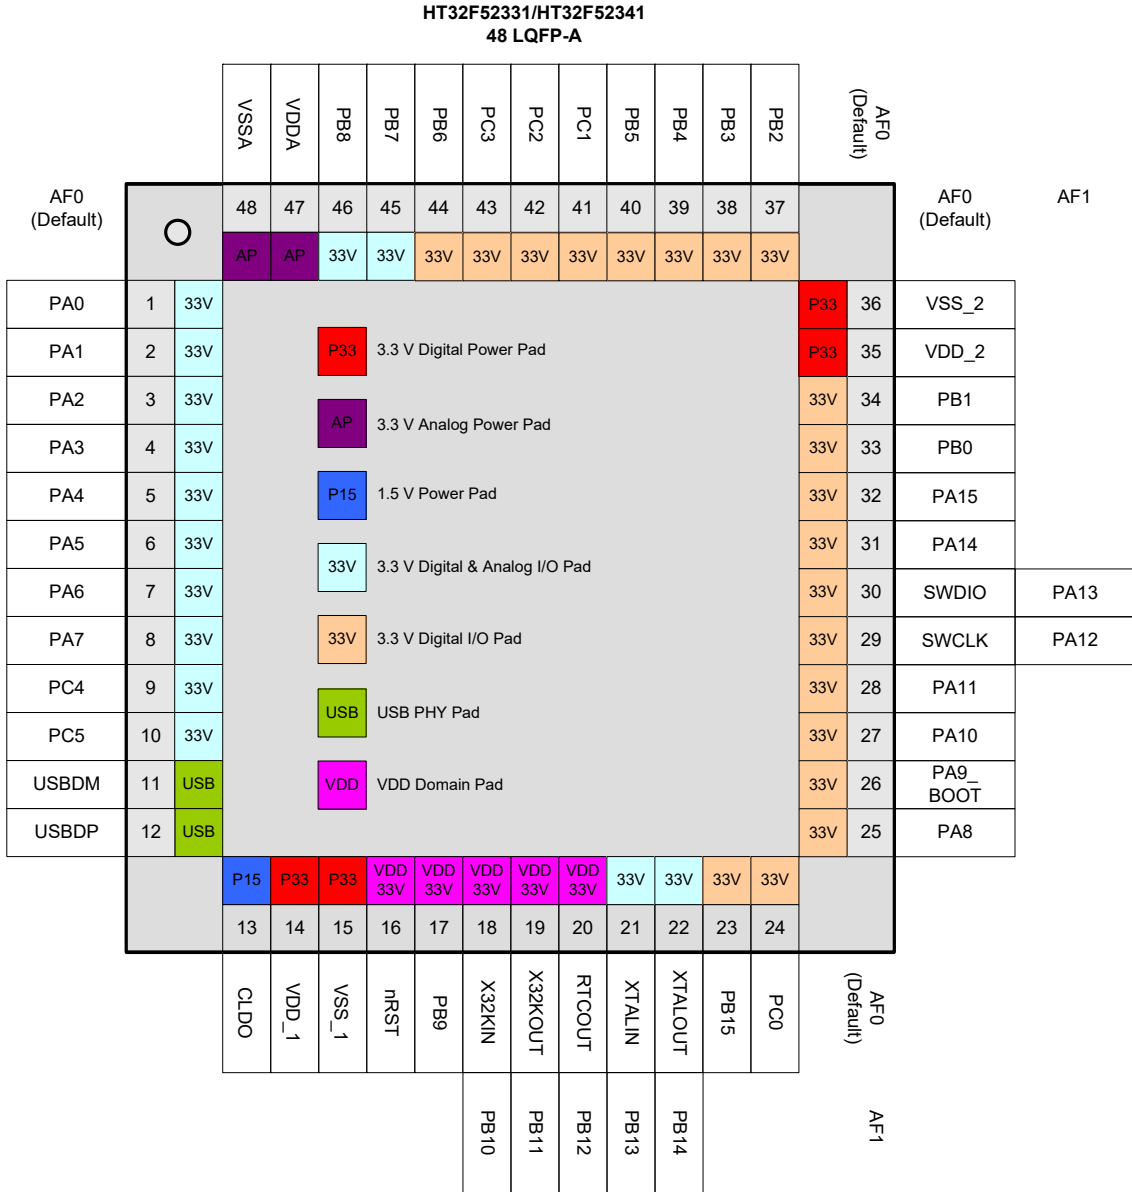 HT32F52331/HT32F52341
48 LQFP-A
VSSA VDDA PB8 PB7 PB6 PC3 PC2 PC1 PB5 PB4 PB3 PB2
AF0
(Default)
AF0
(Default)
48 47 46 45 44 43 42 41 40 39 38 37
AP AP 33V 33V 33V 33V 33V 33V 33V 33V 33V 33V
AF0
(Default)
AF1
PA0 1 33V
P33 36 VSS_2
PA1 2 33V
P33 3.3 V Digital Power Pad
P33 35 VDD_2
PA2 3 33V
33V 34 PB1
AP 3.3 V Analog Power Pad
PA3 4 33V
33V 33 PB0
PA4 5 33V
P15 1.5 V Power Pad
33V 32 PA15
PA5 6 33V
33V 31 PA14
33V 3.3 V Digital & Analog I/O Pad
PA6 7 33V
33V 30 SWDIO PA13
PA7 8 33V
33V 3.3 V Digital I/O Pad
33V 29 SWCLK PA12
PC4 9 33V
33V 28 PA11
USB USB PHY Pad
PC5 10 33V
33V 27 PA10
USBDM 11 USB
VDD VDD Domain Pad
33V 26 PA9_
BOOT
USBDP 12 USB
33V 25 PA8
P15 P33 P33 VDD VDD VDD VDD VDD 33V 33V 33V 33V
33V 33V 33V 33V 33V
13 14 15 16 17 18 19 20 21 22 23 24
CLDO VDD_1 VSS_1 nRST PB9 X32KIN X32KOUT RTCOUT XTALIN XTALOUT PB15 PC0
AF0
(Default)
PB10 PB11 PB12 PB13 PB14
AF1